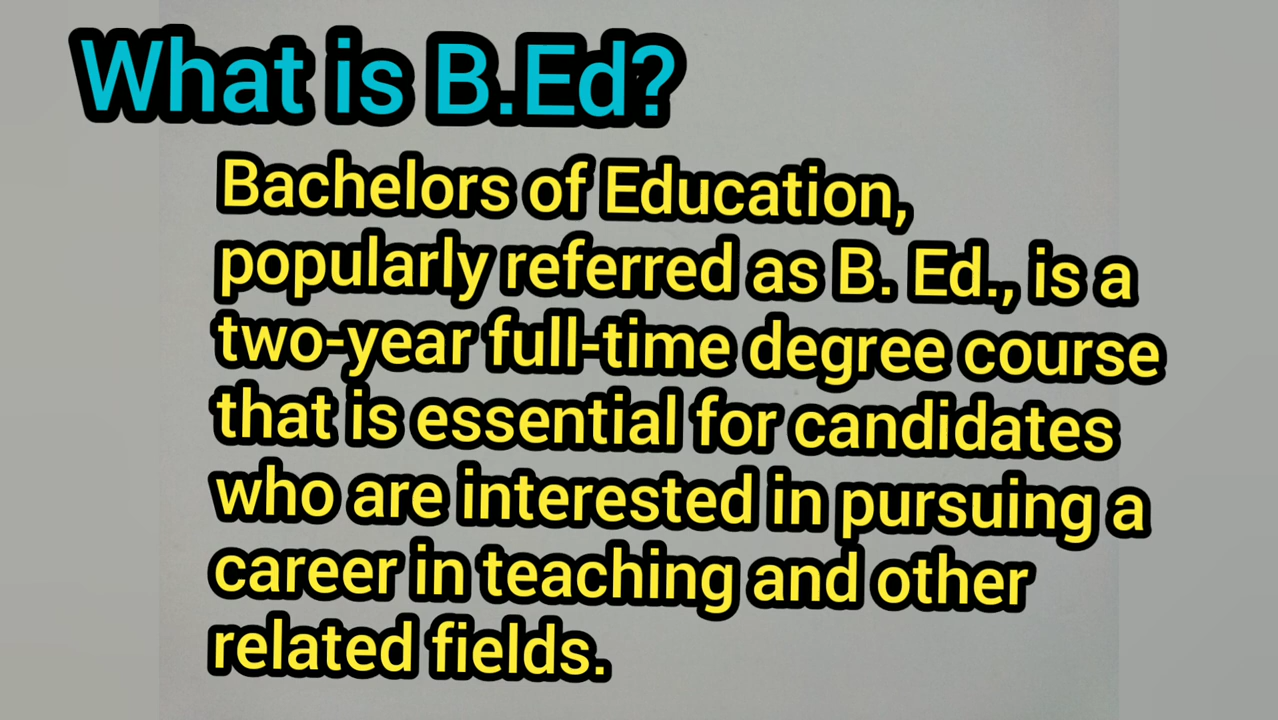 What is B.Ed?
Bachelors of Education,
popularly referred as B. Ed., is a
two-year full-time degree course
that is essential for candidates
who are interested in pursuing a
career in teaching and other
related fields.